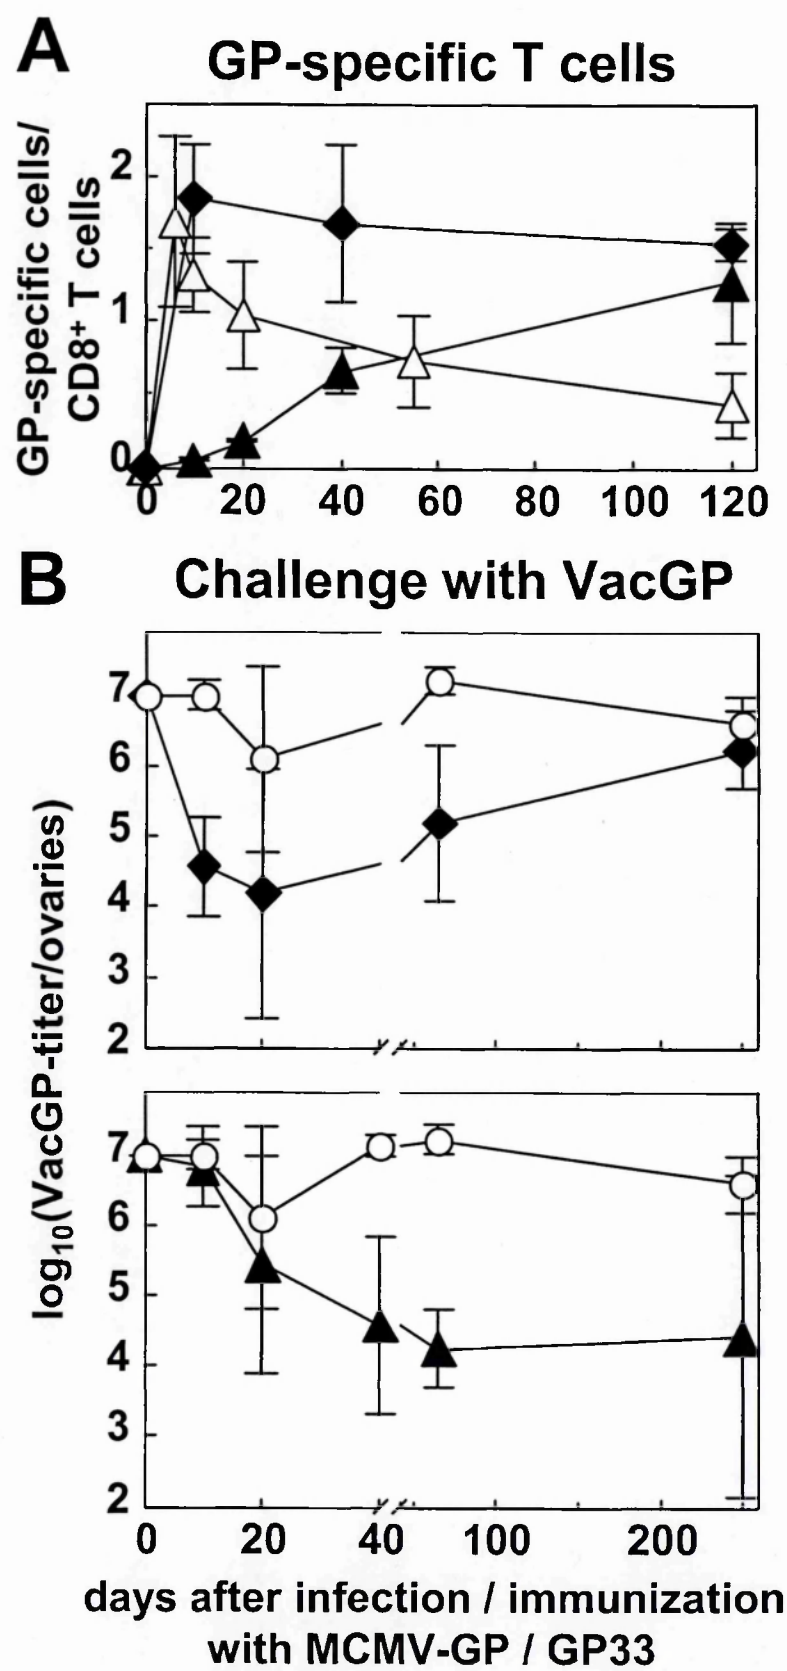 A
GP-specific T cells
GP-specific cells/
CD8⁺ T cells
2
1
0
0 20 40 60 80 100 120
B
Challenge with VacGP
log₁₀(VacGP-titer/ovaries)
7
6
5
4
3
2
7
6
5
4
3
2
0 20 40 100 200
days after infection / immunization
with MCMV-GP / GP33